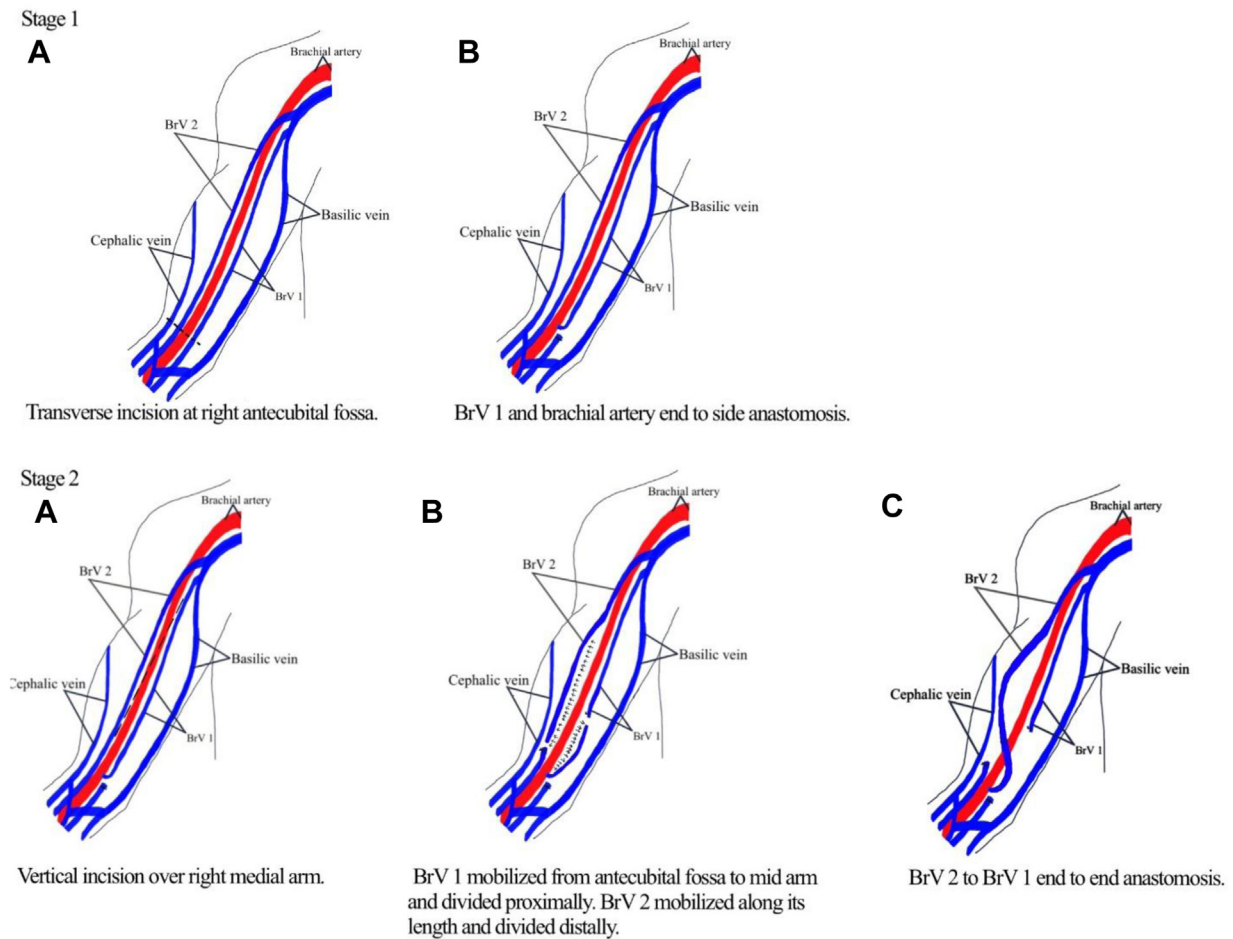 Stage 1
A
Brachial artery
BrV 2
Basilic vein
Cephalic vein
BrV 1
Transverse incision at right antecubital fossa.
B
Brachial artery
BrV 2
Basilic vein
Cephalic vein
BrV 1
BrV 1 and brachial artery end to side anastomosis.
Stage 2
A
Brachial artery
BrV 2
Basilic vein
Cephalic vein
BrV 1
Vertical incision over right medial arm.
B
Brachial artery
BrV 2
Basilic vein
Cephalic vein
BrV 1
BrV 1 mobilized from antecubital fossa to mid arm
and divided proximally. BrV 2 mobilized along its
length and divided distally.
C
Brachial artery
BrV 2
Basilic vein
Cephalic vein
BrV 1
BrV 2 to BrV 1 end to end anastomosis.